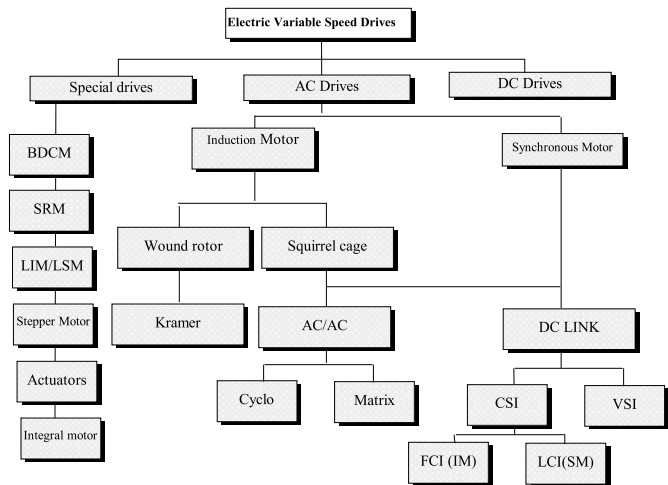 Electric Variable Speed Drives
Special drives
AC Drives
DC Drives
BDCM
Induction Motor
Synchronous Motor
SRM
Wound rotor
Squirrel cage
LIM/LSM
Stepper Motor
Kramer
AC/AC
DC LINK
Actuators
Cyclo
Matrix
CSI
VSI
Integral motor
FCI (IM)
LCI(SM)